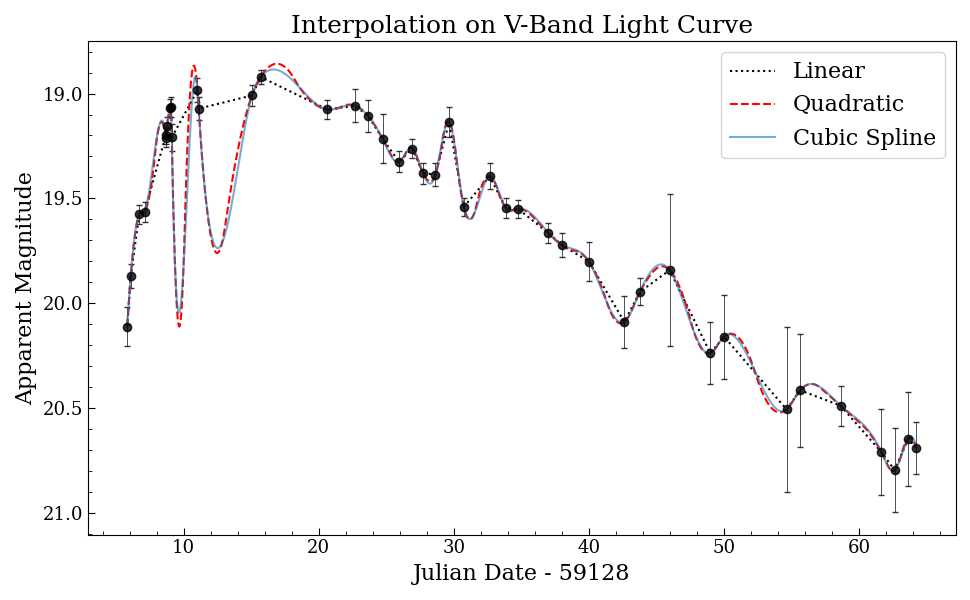 Interpolation on V-Band Light Curve
Linear
Quadratic
Cubic Spline
Apparent Magnitude
19.0
19.5
20.0
20.5
21.0
10 20 30 40 50 60
Julian Date - 59128